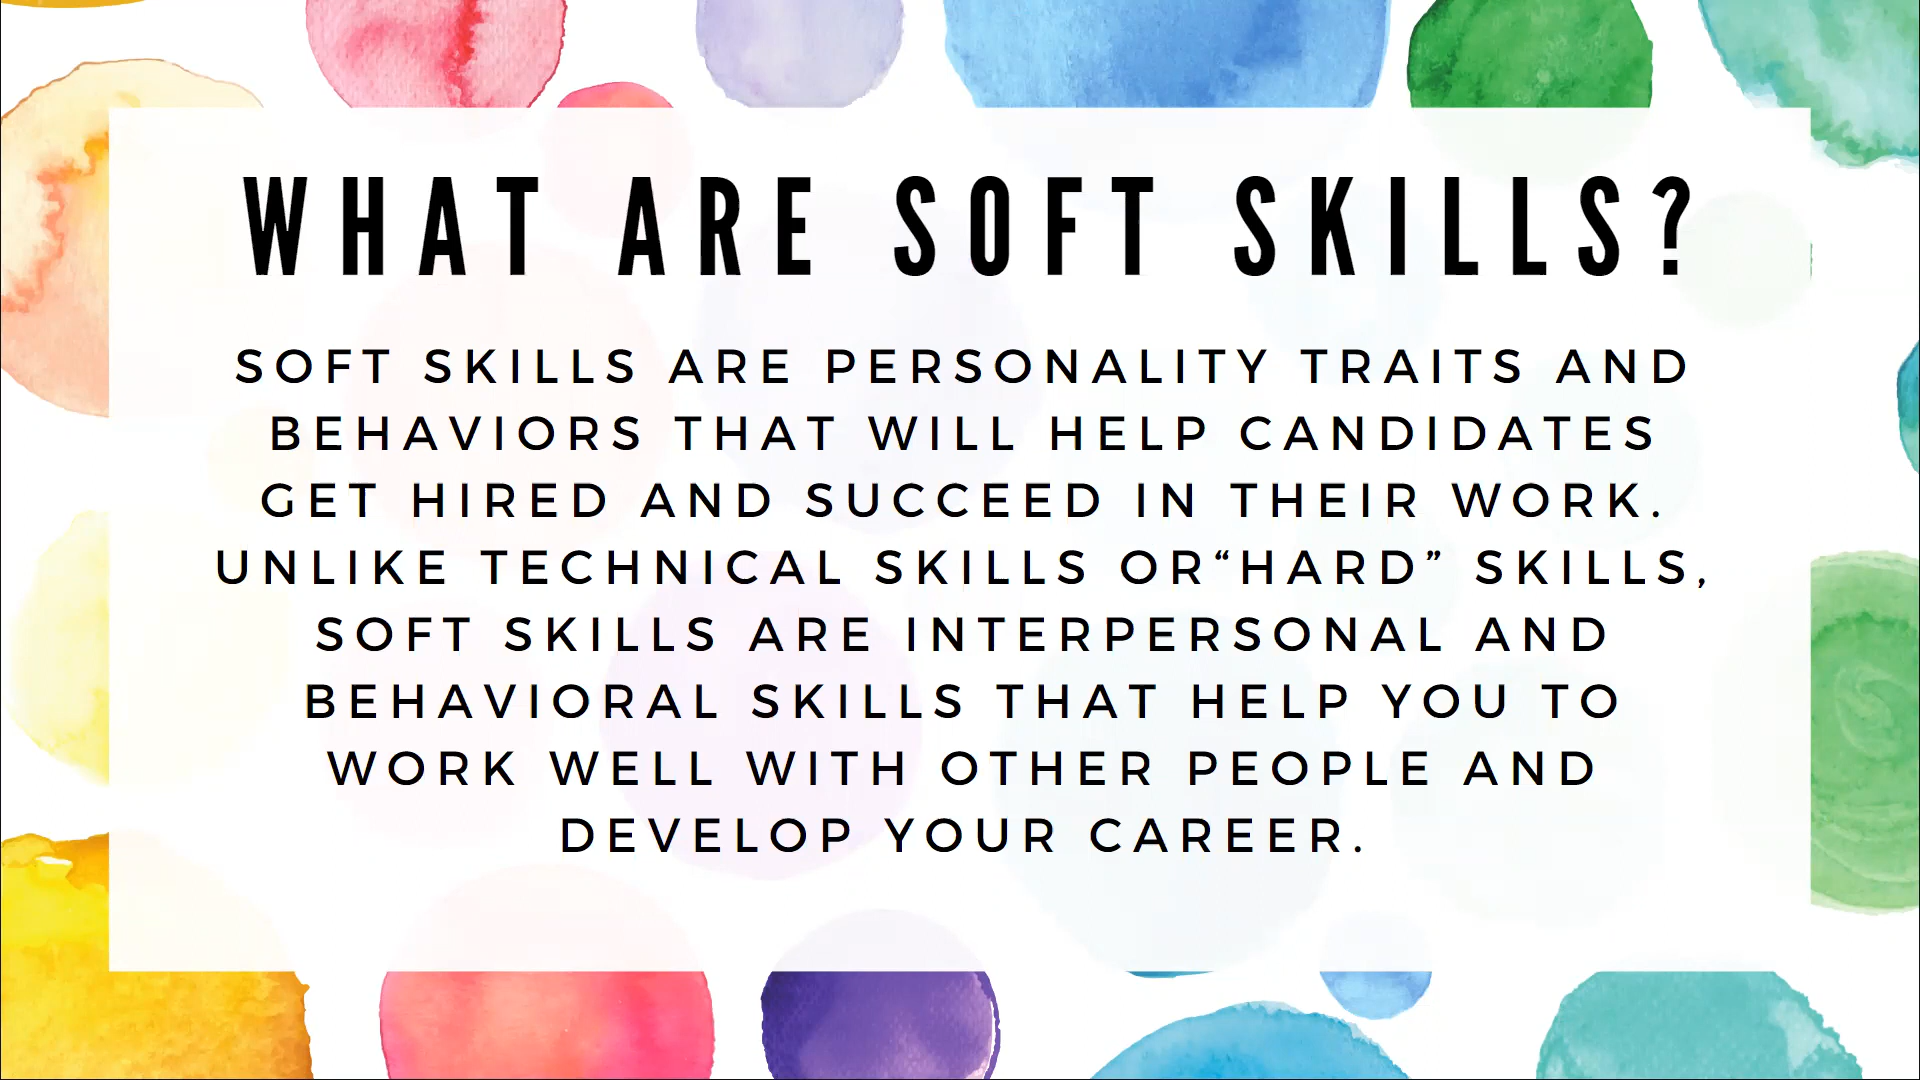 WHAT ARE SOFT SKILLS?
SOFT SKILLS ARE PERSONALITY TRAITS AND
BEHAVIORS THAT WILL HELP CANDIDATES
GET HIRED AND SUCCEED IN THEIR WORK.
UNLIKE TECHNICAL SKILLS OR“HARD” SKILLS,
SOFT SKILLS ARE INTERPERSONAL AND
BEHAVIORAL SKILLS THAT HELP YOU TO
WORK WELL WITH OTHER PEOPLE AND
DEVELOP YOUR CAREER.